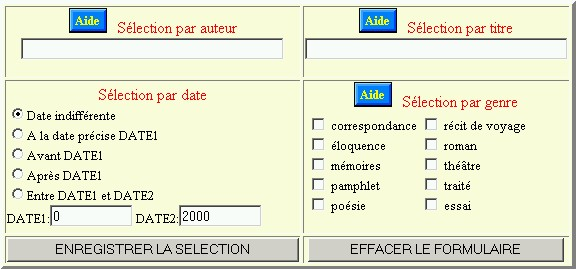 Aide Sélection par auteur
Aide Sélection par titre
Sélection par date
Date indifférente
A la date précise DATE1
Avant DATE1
Après DATE1
Entre DATE1 et DATE2
DATE1: 0 DATE2: 2000
Aide Sélection par genre
correspondance récit de voyage
éloquence roman
mémoires théâtre
pamphlet traité
poésie essai
ENREGISTRER LA SELECTION
EFFACER LE FORMULAIRE